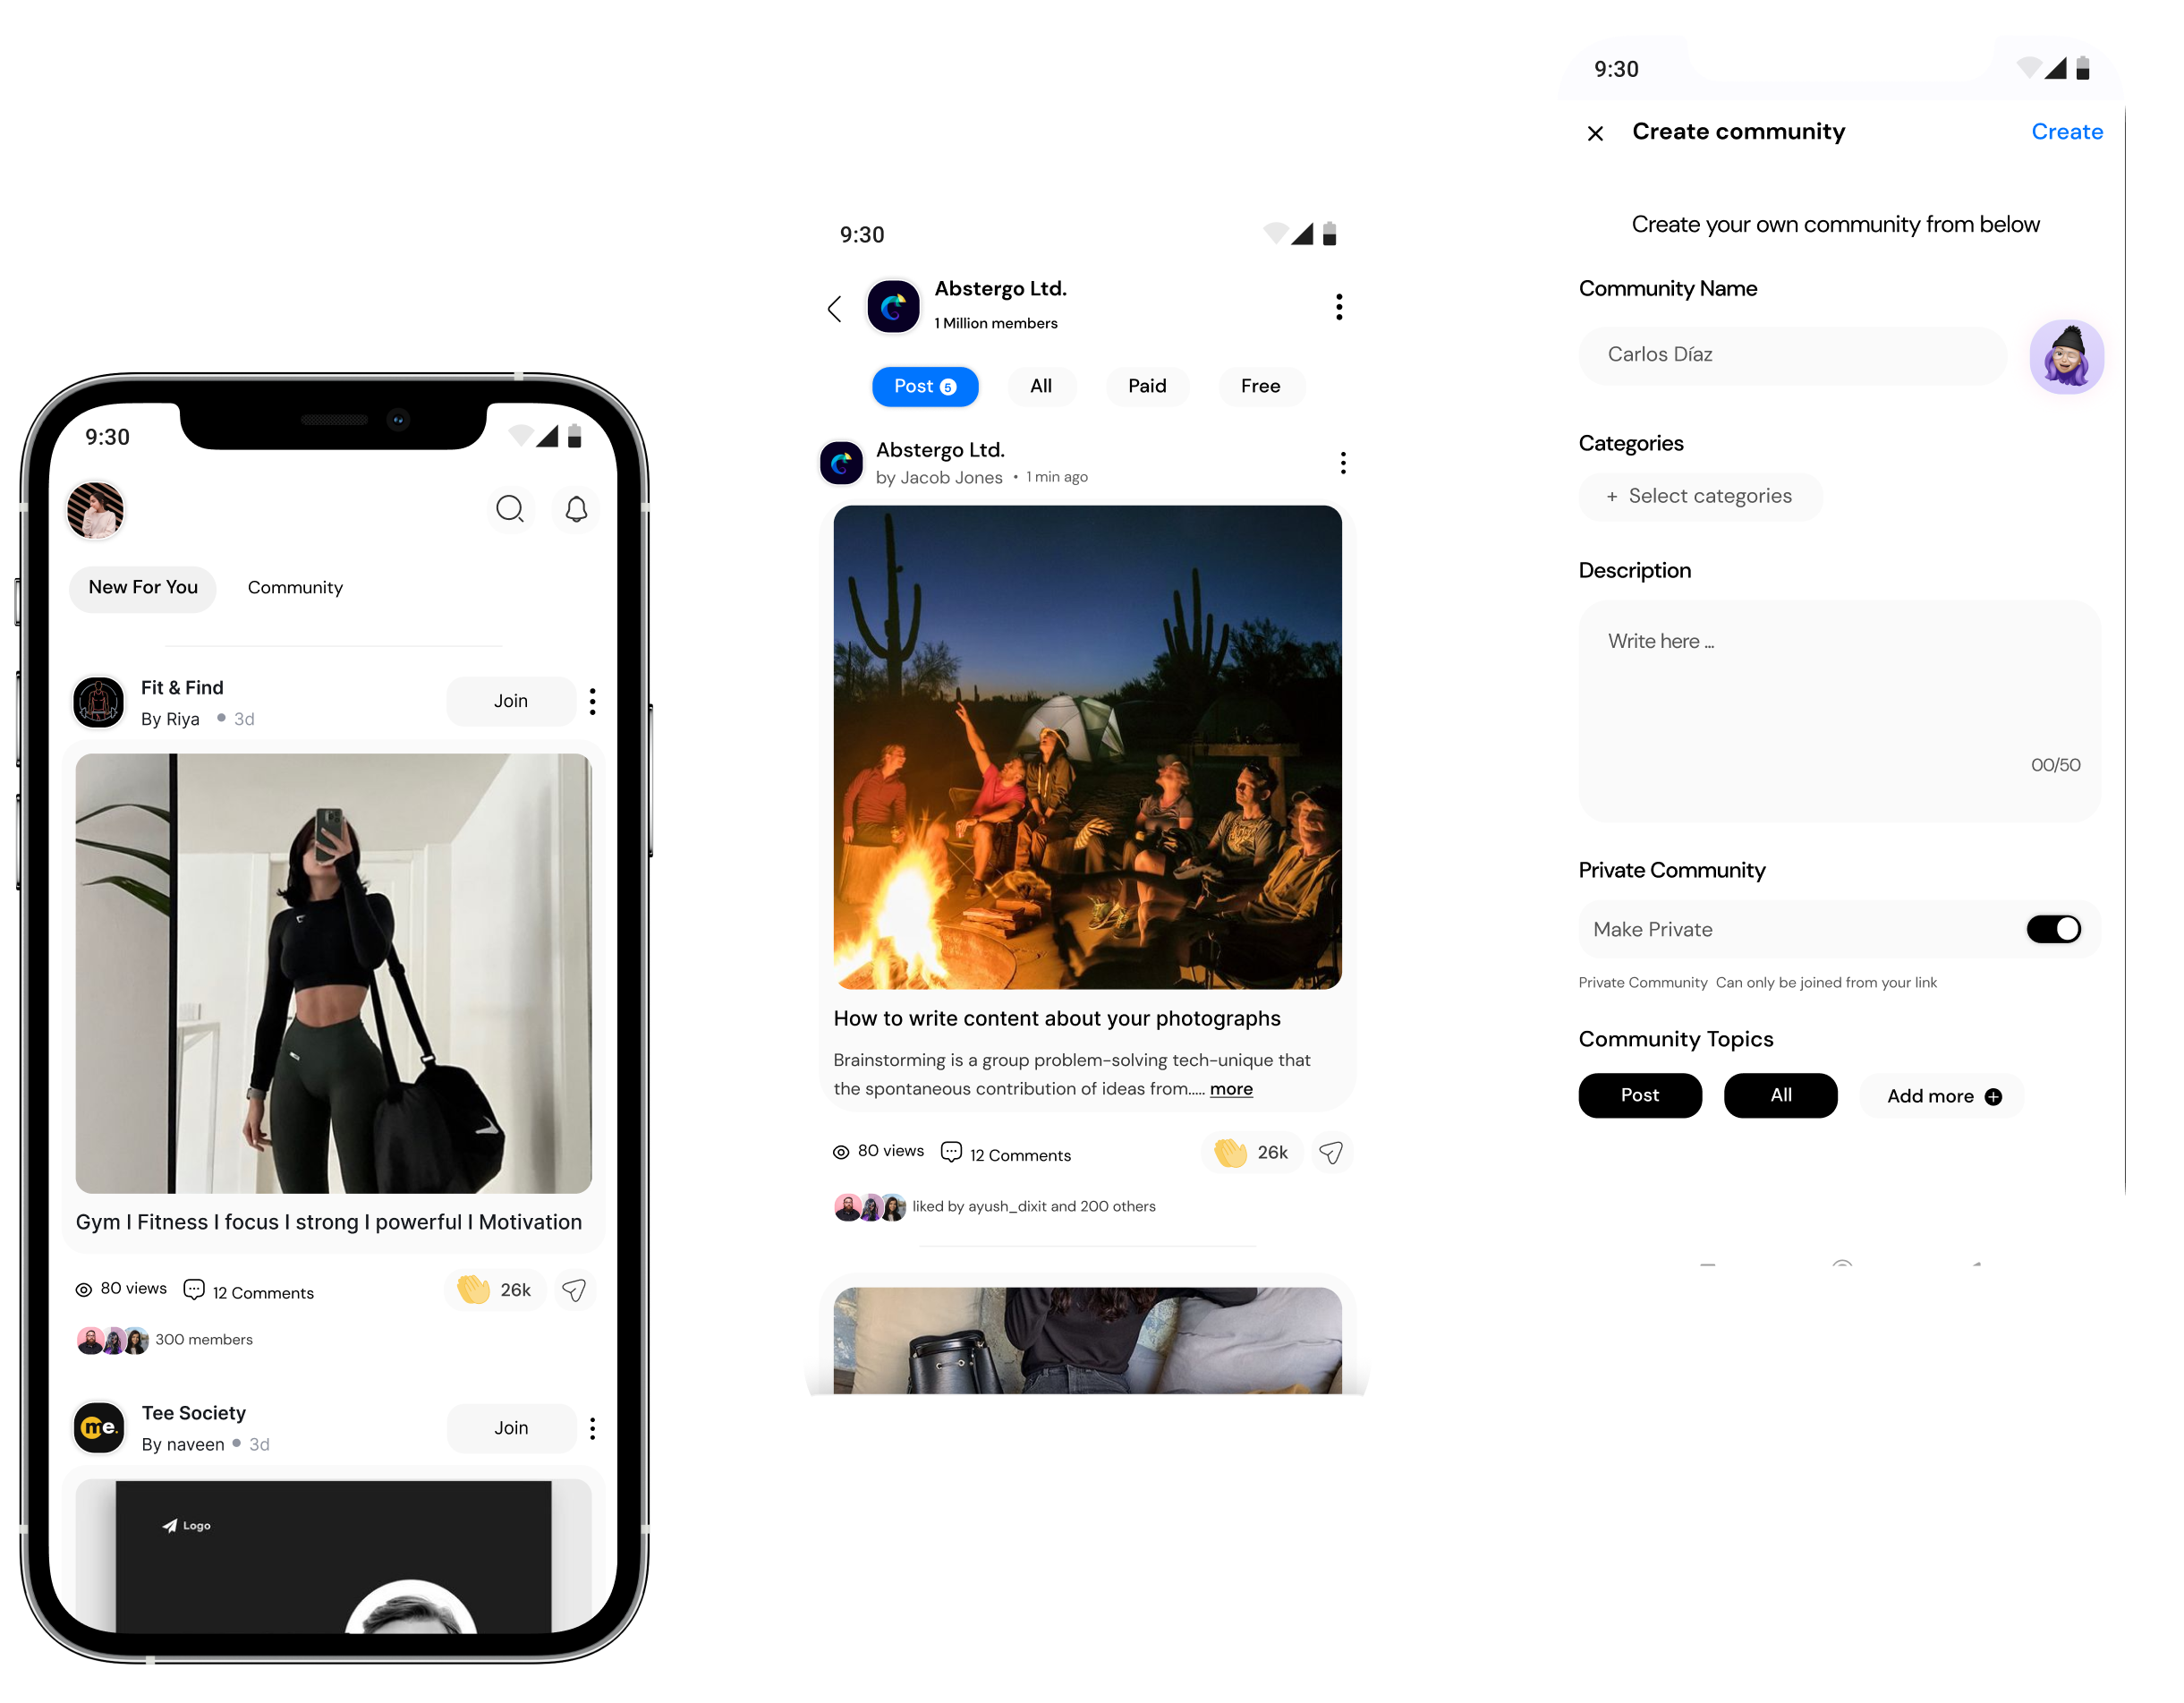 9:30
New For You
Community
Fit & Find
By Riya • 3d
Join
Gym I Fitness I focus I strong I powerful I Motivation
80 views
12 Comments
26k
300 members
me.
Tee Society
By naveen • 3d
Join
Logo
9:30
Abstergo Ltd.
1 Million members
Post 5
All
Paid
Free
Abstergo Ltd.
by Jacob Jones • 1 min ago
How to write content about your photographs
Brainstorming is a group problem-solving tech-unique that
the spontaneous contribution of ideas from..... more
80 views
12 Comments
26k
liked by ayush_dixit and 200 others
9:30
Create community
Create
Create your own community from below
Community Name
Carlos Díaz
Categories
+ Select categories
Description
Write here ...
00/50
Private Community
Make Private
Private Community Can only be joined from your link
Community Topics
Post
All
Add more